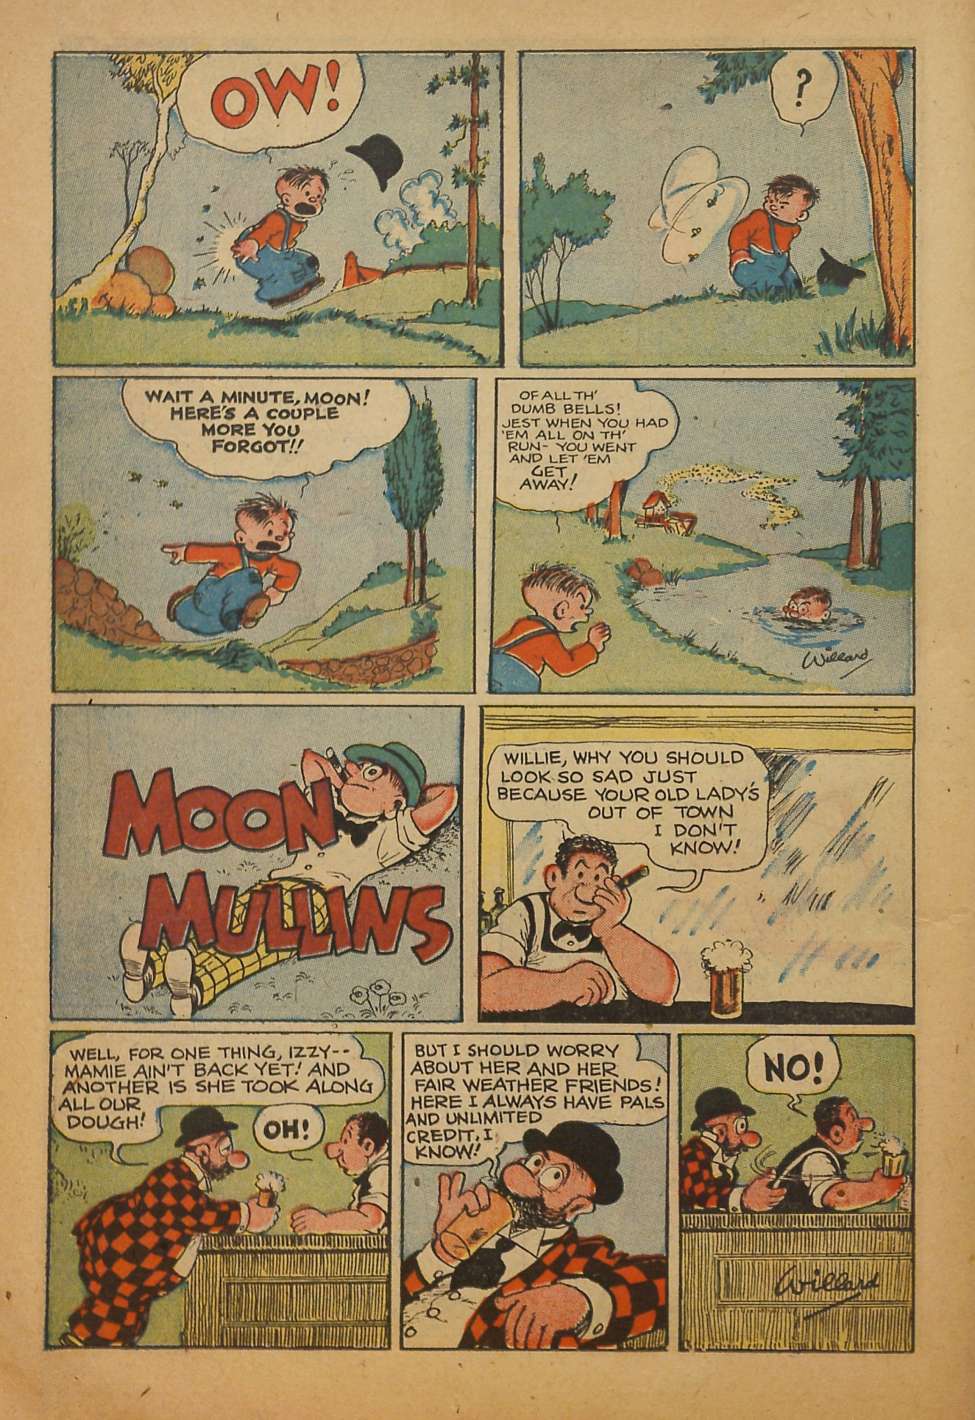 OW!
?
WAIT A MINUTE, MOON!
HERE'S A COUPLE
MORE YOU
FORGOT!!
OF ALL TH'
DUMB BELLS!
JEST WHEN YOU HAD
'EM ALL ON TH'
RUN- YOU WENT
AND LET 'EM
GET
AWAY!
Willard
MOON
MULLINS
WILLIE, WHY YOU SHOULD
LOOK SO SAD JUST
BECAUSE YOUR OLD LADY'S
OUT OF TOWN
I DON'T
KNOW!
WELL, FOR ONE THING, IZZY--
MAMIE AIN'T BACK YET! AND
ANOTHER IS SHE TOOK ALONG
ALL OUR
DOUGH!
OH!
BUT I SHOULD WORRY
ABOUT HER AND HER
FAIR WEATHER FRIENDS!
HERE I ALWAYS HAVE PALS
AND UNLIMITED
CREDIT, I
KNOW!
NO!
Willard